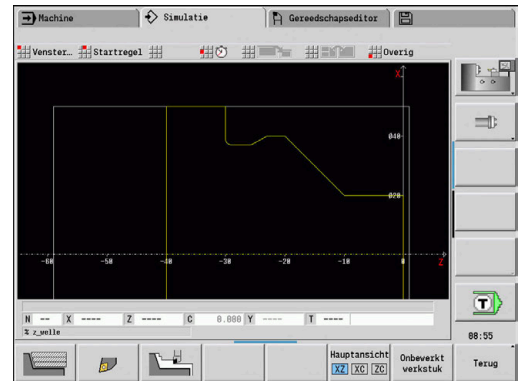 Machine Simulatie Gereedschapseditor
Venster... Startregel Overig
X
ø40
ø20
-60 -50 -40 -30 -20 -10 0 Z
N -- X ---- Z ---- C 0.000 Y ---- T ----
% z_welle
T
08:55
Hauptansicht
XZ XC ZC
Onbeverkt
verkstuk
Terug